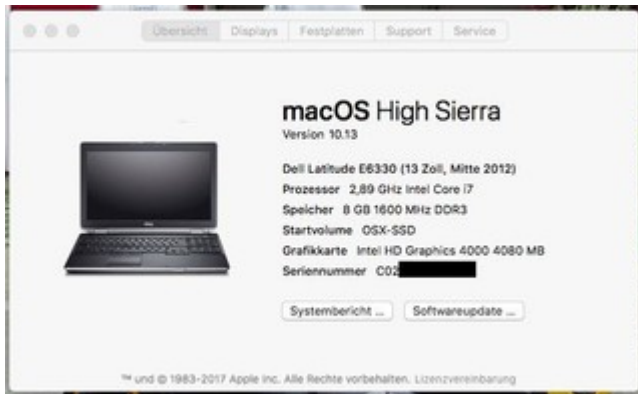 Übersicht Displays Festplatten Support Service
macOS High Sierra
Version 10.13
Dell Latitude E6330 (13 Zoll, Mitte 2012)
Prozessor 2,89 GHz Intel Core i7
Speicher 8 GB 1600 MHz DDR3
Startvolume OSX-SSD
Grafikkarte Intel HD Graphics 4000 4080 MB
Seriennummer C02
Systembericht ... Softwareupdate ...
™ und © 1983-2017 Apple Inc. Alle Rechte vorbehalten. Lizenzvereinbarung